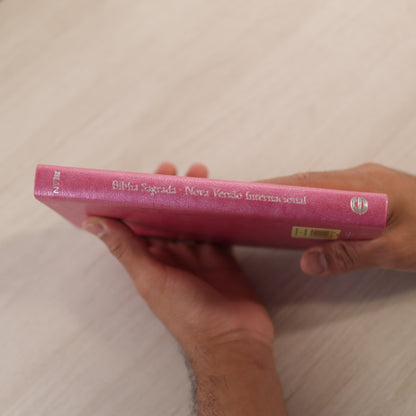 Bíblia Sagrada · Nova Versão Internacional